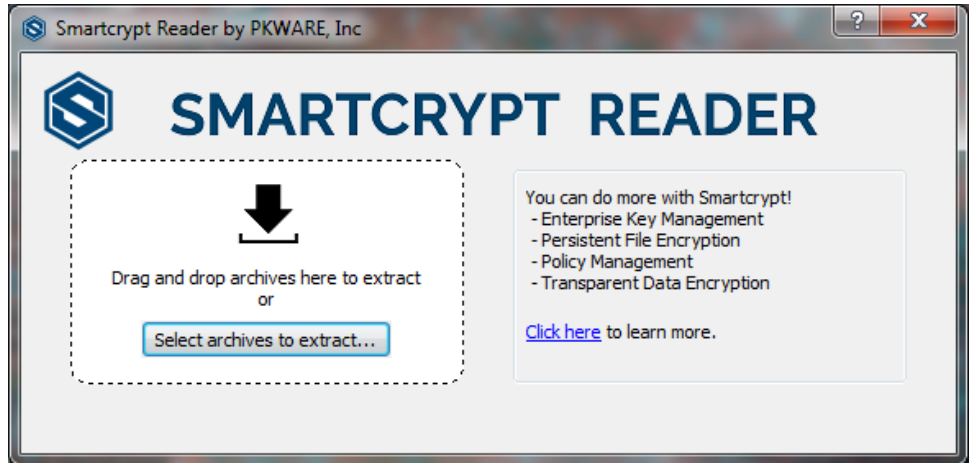 Smartcrypt Reader by PKWARE, Inc
?
X
S
SMARTCRYPT READER
Drag and drop archives here to extract
or
Select archives to extract...
You can do more with Smartcrypt!
- Enterprise Key Management
- Persistent File Encryption
- Policy Management
- Transparent Data Encryption
Click here to learn more.